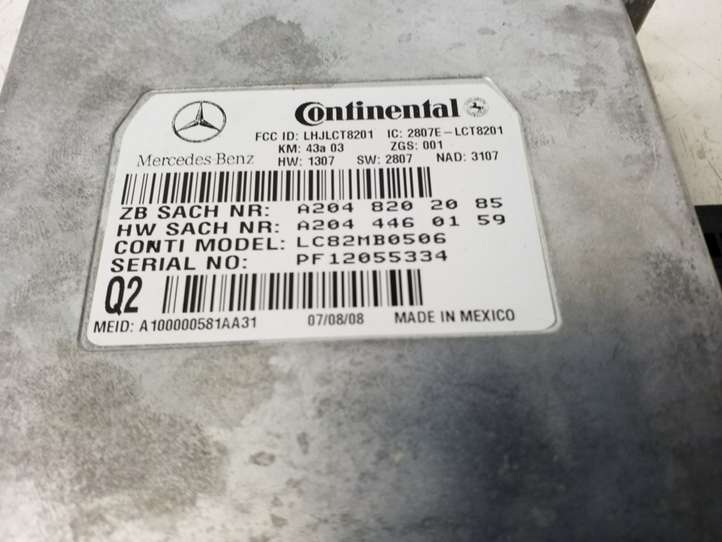 Continental
Mercedes-Benz
FCC ID: LHJLCT8201 IC: 2807E-LCT8201
KM: 43a 03 ZGS: 001
HW: 1307 SW: 2807 NAD: 3107
ZB SACH NR: A204 820 20 85
HW SACH NR: A204 446 01 59
CONTI MODEL: LC82MB0506
SERIAL NO: PF12055334
Q2
MEID: A100000581AA31 07/08/08 MADE IN MEXICO